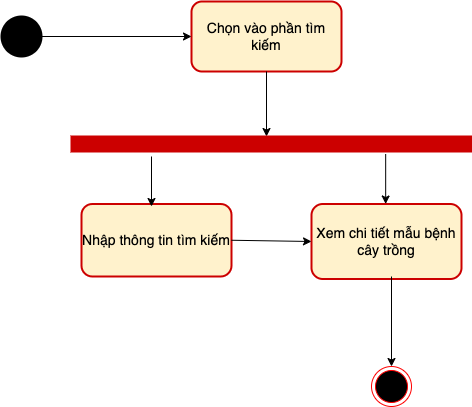 Chọn vào phần tìm
kiếm
Nhập thông tin tìm kiếm
Xem chi tiết mẫu bệnh
cây trồng